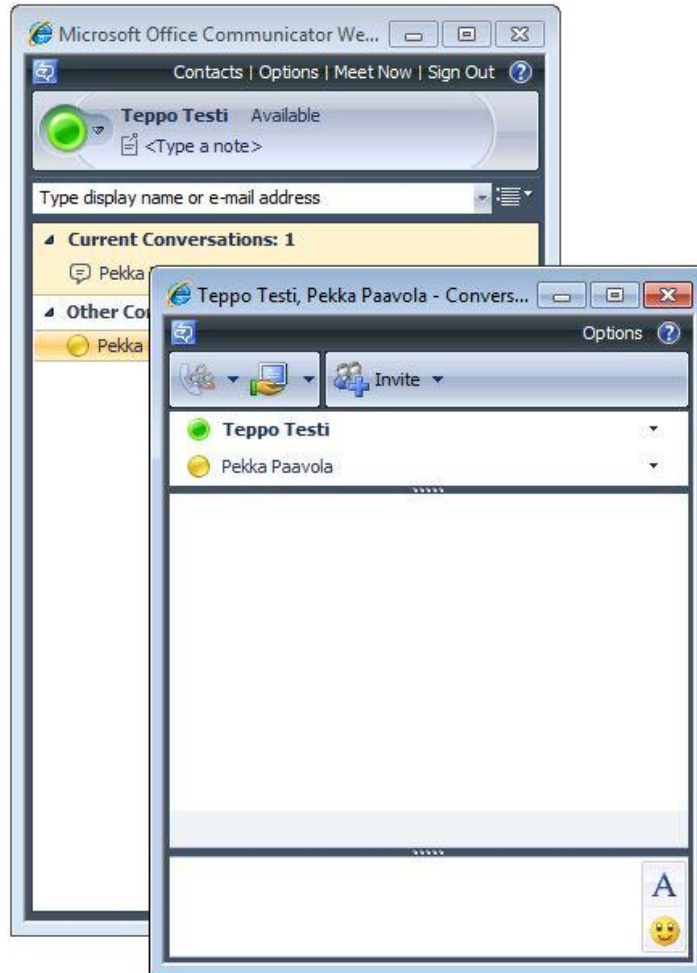 Microsoft Office Communicator We...
Contacts | Options | Meet Now | Sign Out
Teppo Testi Available
<Type a note>
Type display name or e-mail address
Current Conversations: 1
Pekka
Other
Pekka
Teppo Testi, Pekka Paavola - Convers...
Options
Invite
Teppo Testi
Pekka Paavola
A